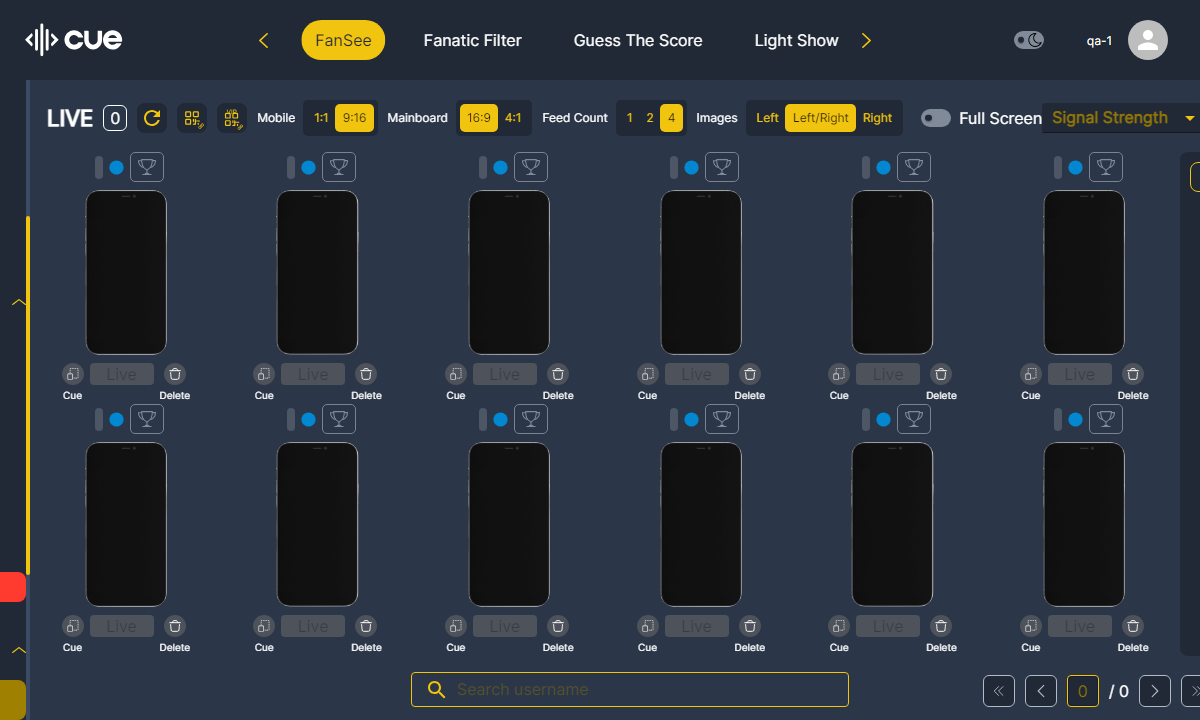 cue
FanSee Fanatic Filter Guess The Score Light Show
qa-1
LIVE 0 Mobile 1:1 9:16 Mainboard 16:9 4:1 Feed Count 1 2 4 Images Left Left/Right Right Full Screen Signal Strength
Live Live Live Live Live Live
Cue Delete Cue Delete Cue Delete Cue Delete Cue Delete Cue Delete
Live Live Live Live Live Live
Cue Delete Cue Delete Cue Delete Cue Delete Cue Delete Cue Delete
Search username
0 / 0